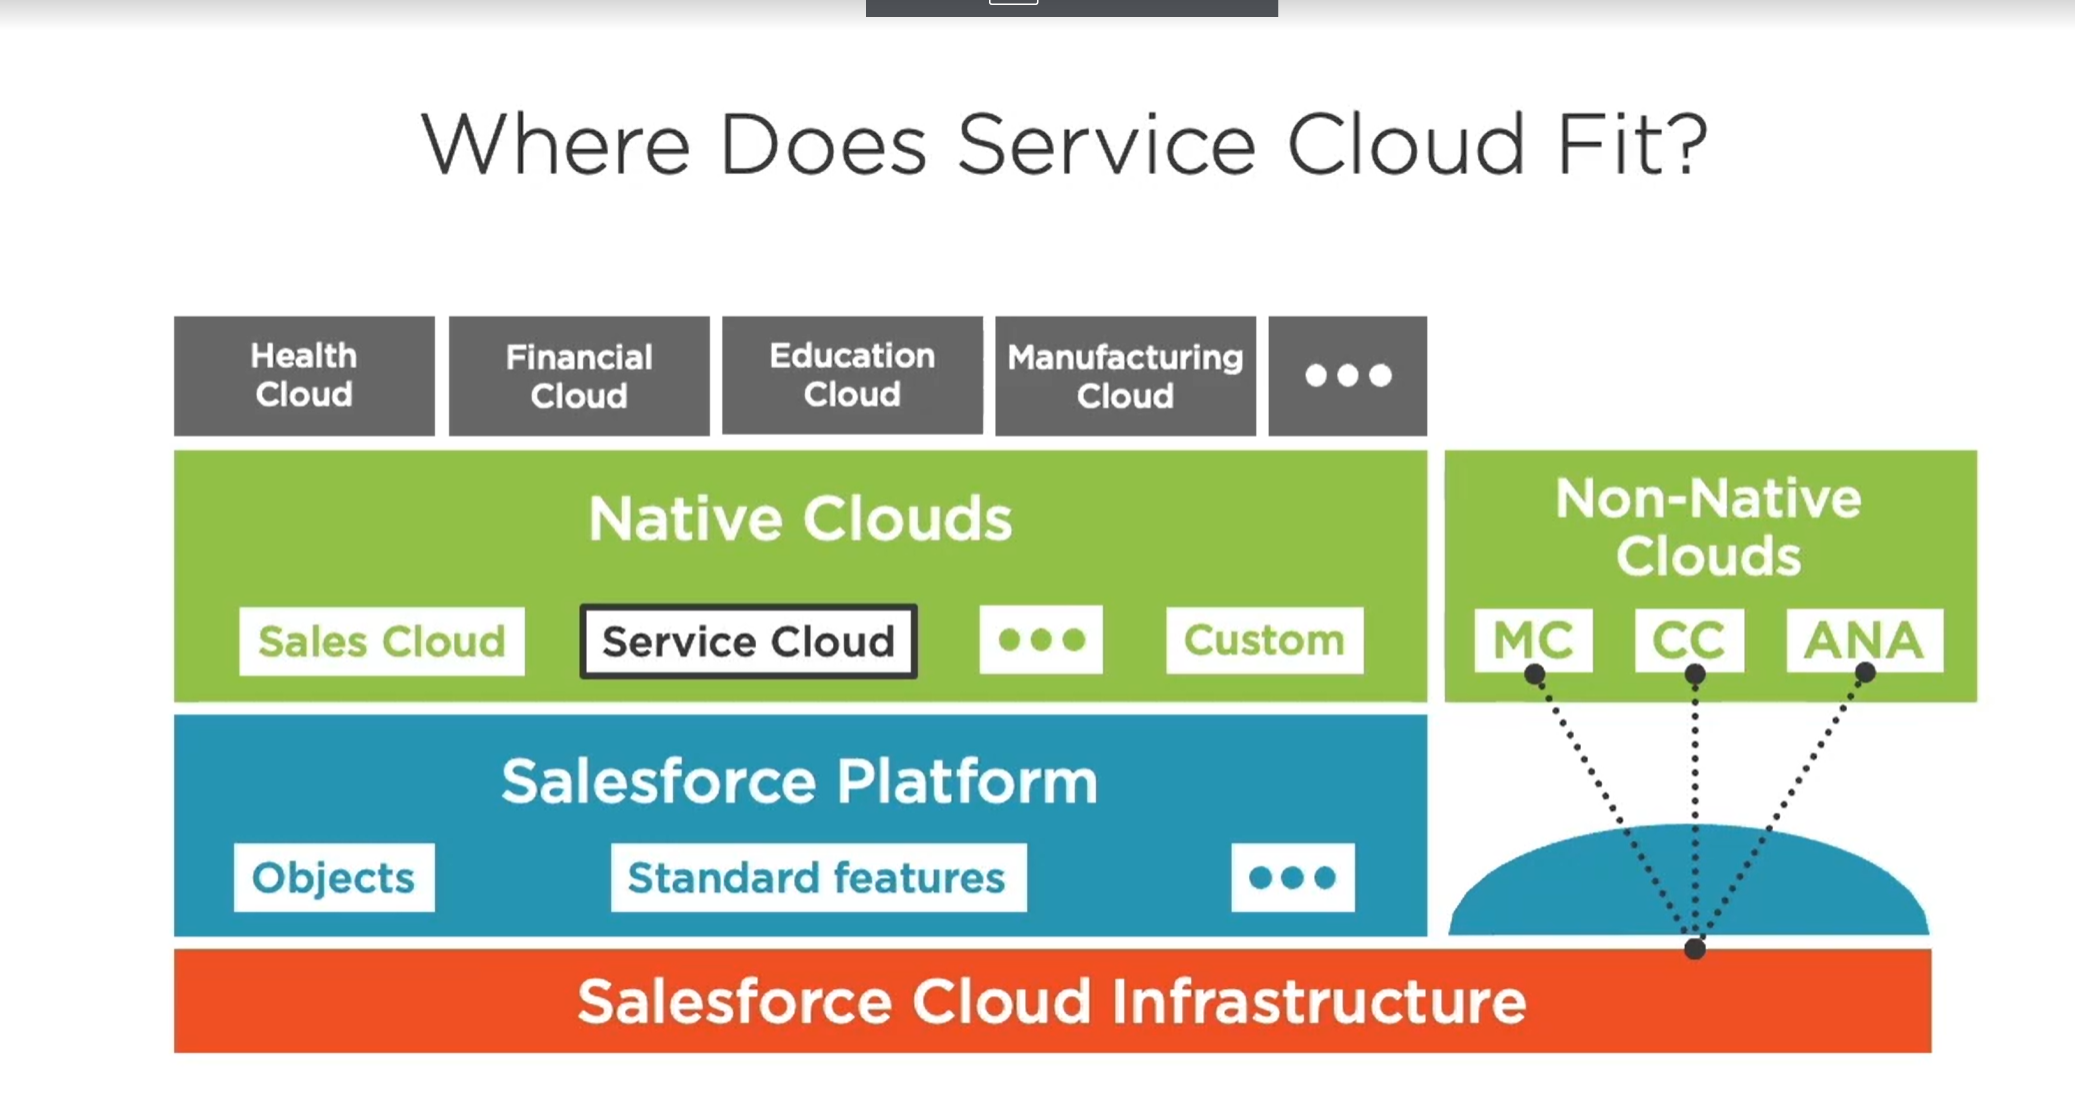 Where Does Service Cloud Fit?
Health
Cloud
Financial
Cloud
Education
Cloud
Manufacturing
Cloud
Native Clouds
Sales Cloud
Service Cloud
Custom
Non-Native
Clouds
MC
CC
ANA
Salesforce Platform
Objects
Standard features
Salesforce Cloud Infrastructure